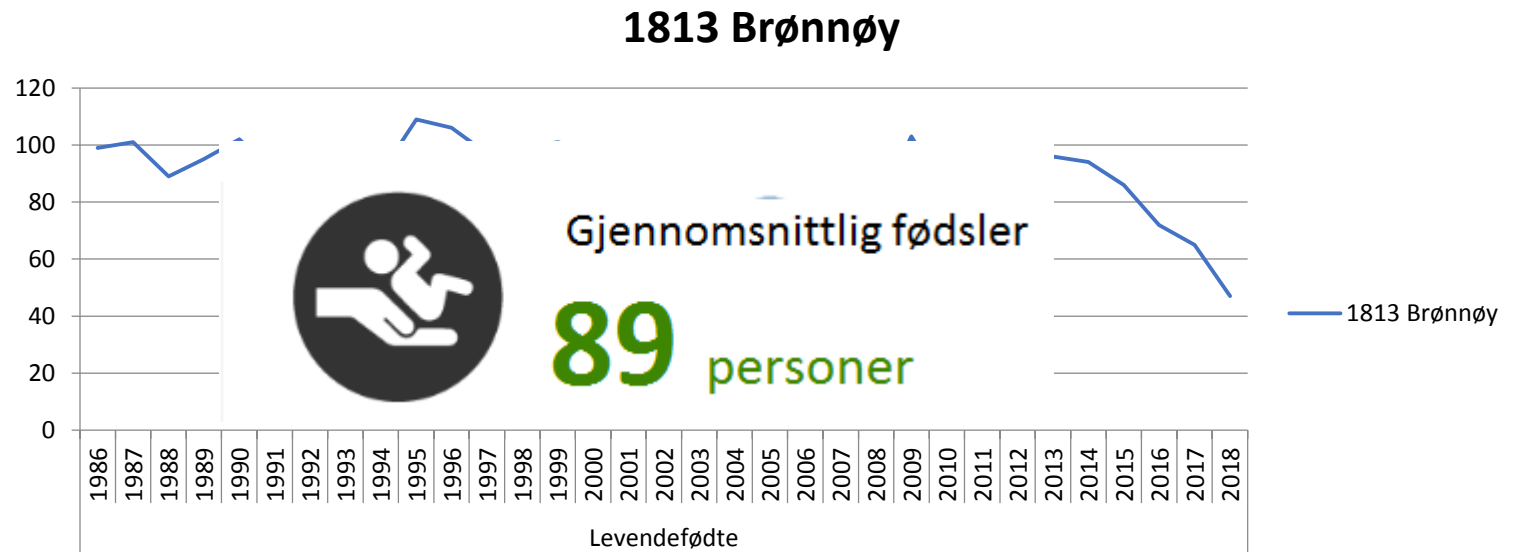 1813 Brønnøy
120
100
80
60
40
20
0
Gjennomsnittlig fødsler
89 personer
1813 Brønnøy
1986 1987 1988 1989 1990 1991 1992 1993 1994 1995 1996 1997 1998 1999 2000 2001 2002 2003 2004 2005 2006 2007 2008 2009 2010 2011 2012 2013 2014 2015 2016 2017 2018
Levendefødte